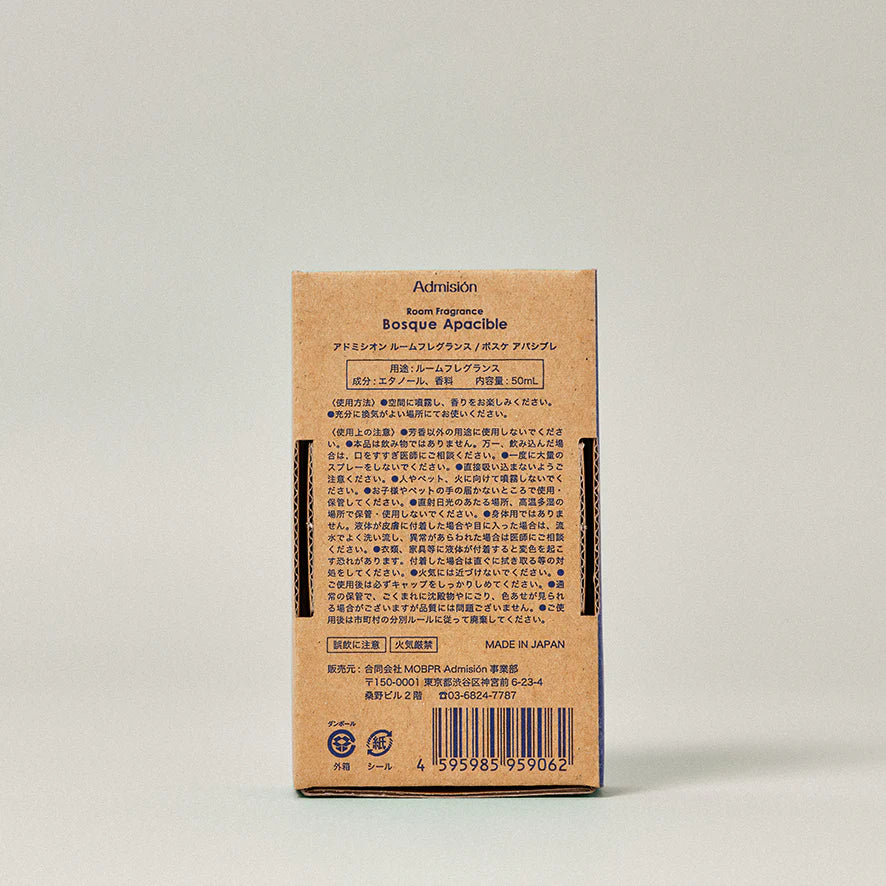 Admisión
Room Fragrance
Bosque Apacible
アドミシオン ルームフレグランス / ボスケ アパシブレ
用途:ルームフレグランス
成分:エタノール、香料　内容量:50mL
〈使用方法〉●空間に噴霧し、香りをお楽しみください。
●充分に換気がよい場所にてお使いください。
〈使用上の注意〉●芳香以外の用途に使用しないでくださ
い。●本品は飲み物ではありません。万一、飲み込んだ場
合は、口をすすぎ医師にご相談ください。●一度に大量の
スプレーをしないでください。●直接吸い込まないようご
注意ください。●人やペット、火に向けて噴霧しないでくだ
さい。●お子様やペットの手の届かないところで使用・
保管してください。●直射日光のあたる場所、高温多湿の
場所で保管・使用しないでください。●身体用ではありま
せん。液体が皮膚に付着した場合や目に入った場合は、流
水でよく洗い流し、異常があらわれた場合は医師にご相談
ください。●衣類、家具等に液体が付着すると変色を起こ
す恐れがあります。付着した場合は直ぐに拭き取る等の対
処をしてください。●火気には近づけないでください。●
ご使用後は必ずキャップをしっかりしめてください。●通
常の保管で、ごくまれに沈殿物やにごり、色あせが見られ
る場合がございますが品質には問題ございません。●ご使
用後は市町村の分別ルールに従って廃棄してください。
誤飲に注意 火気厳禁 MADE IN JAPAN
販売元:合同会社 MOBPR Admisión 事業部
〒150-0001 東京都渋谷区神宮前 6-23-4
桑野ビル2階 ☎03-6824-7787
ダンボール
紙
外箱 シール
4 595985 959062